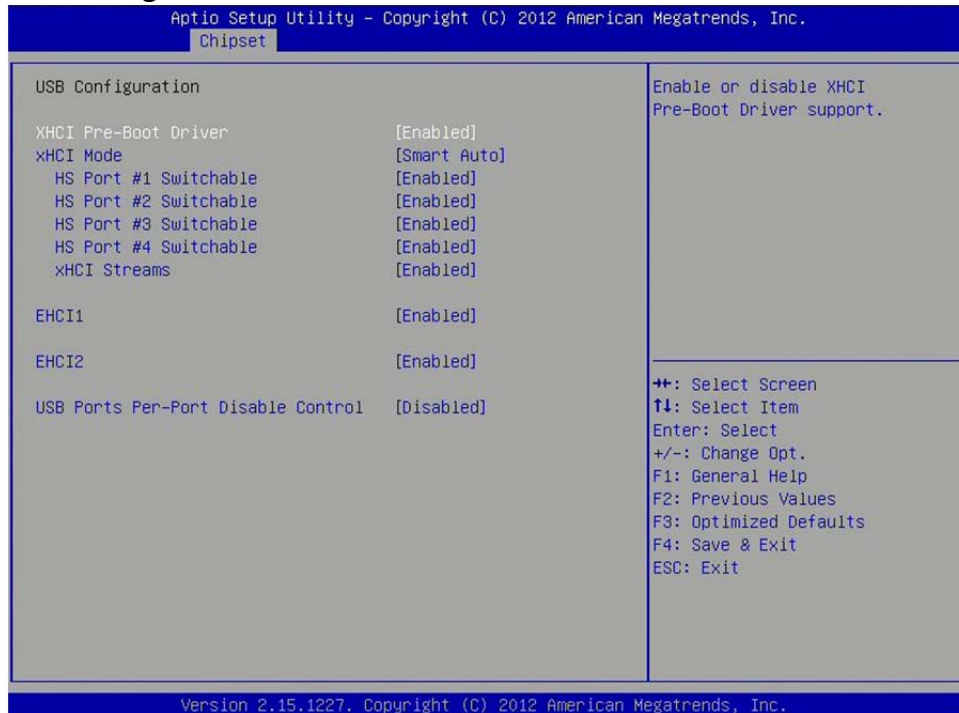 Aptio Setup Utility – Copyright (C) 2012 American Megatrends, Inc.
Chipset
USB Configuration
XHCI Pre-Boot Driver [Enabled]
xHCI Mode [Smart Auto]
HS Port #1 Switchable [Enabled]
HS Port #2 Switchable [Enabled]
HS Port #3 Switchable [Enabled]
HS Port #4 Switchable [Enabled]
xHCI Streams [Enabled]
EHCI1 [Enabled]
EHCI2 [Enabled]
USB Ports Per-Port Disable Control [Disabled]
Enable or disable XHCI
Pre-Boot Driver support.
→←: Select Screen
↑↓: Select Item
Enter: Select
+/-: Change Opt.
F1: General Help
F2: Previous Values
F3: Optimized Defaults
F4: Save & Exit
ESC: Exit
Version 2.15.1227. Copyright (C) 2012 American Megatrends, Inc.